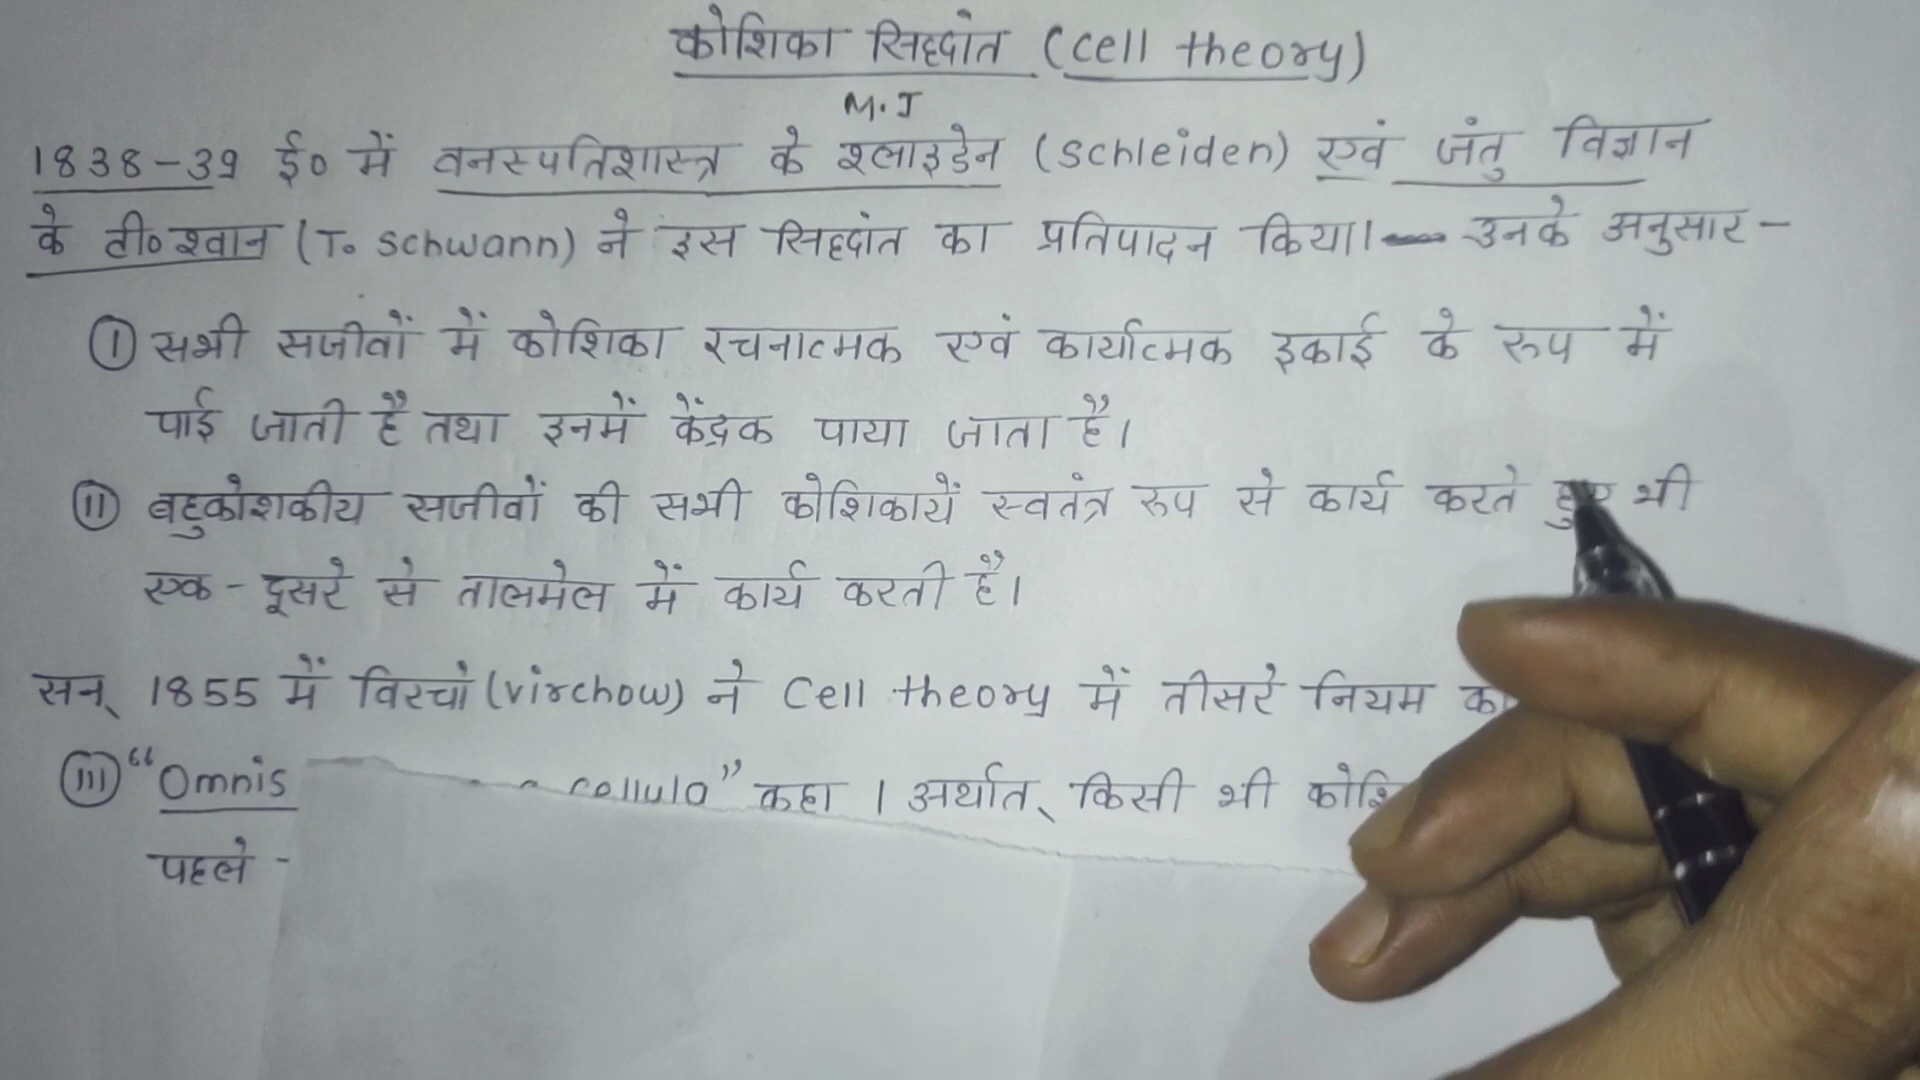 कोशिका सिद्धांत (cell theory)
M.J
1838-39 ई० में वनस्पतिशास्त्र के श्लाइडेन (schleiden) एवं जंतु विज्ञान
के टी० श्वान (T. schwann) ने इस सिद्धांत का प्रतिपादन किया। उनके अनुसार -
(I) सभी सजीवों में कोशिका रचनात्मक एवं कार्यात्मक इकाई के रूप में
पाई जाती है तथा इनमें केंद्रक पाया जाता है।
(II) बहुकोशकीय सजीवों की सभी कोशिकायें स्वतंत्र रूप से कार्य करते भी
एक - दूसरे से तालमेल में कार्य करती है।
सन् 1855 में विरचो (virchow) ने Cell theory में तीसरे नियम
(III) "Omnis cellula" कहा । अर्थात् किसी भी
पहले -